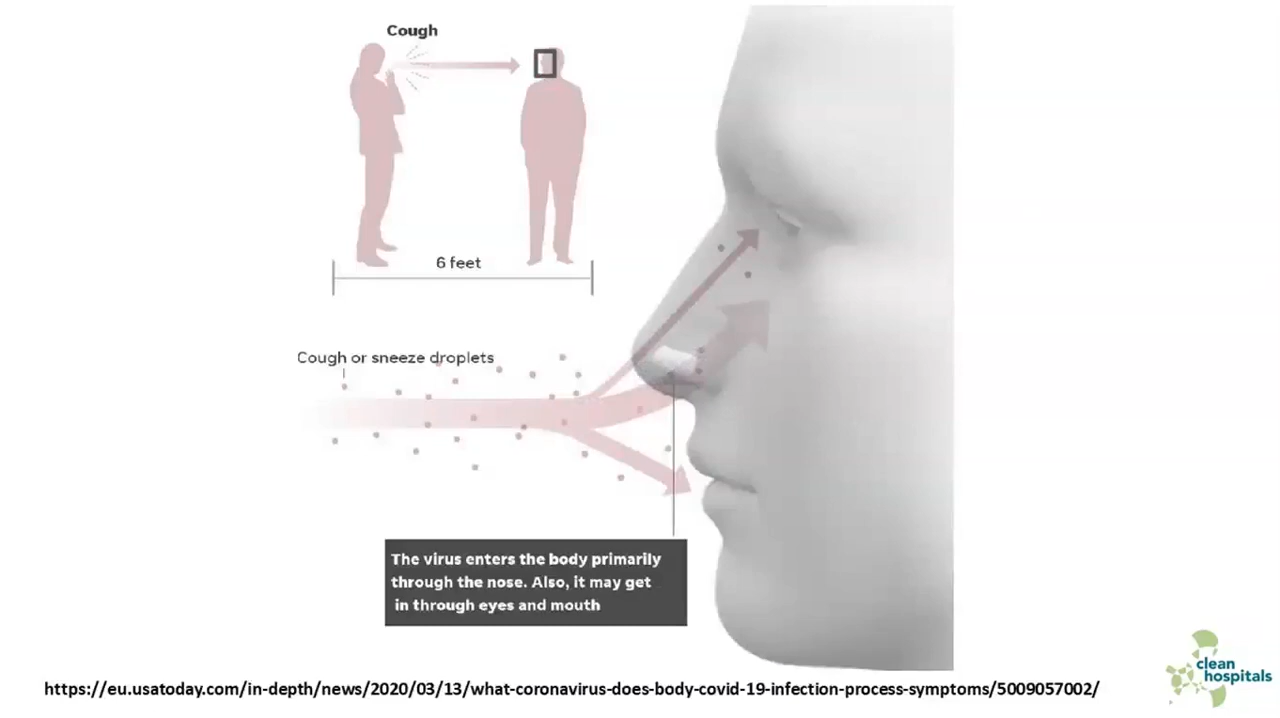 Cough
6 feet
Cough or sneeze droplets
The virus enters the body primarily
through the nose. Also, it may get
in through eyes and mouth
clean
hospitals
https://eu.usatoday.com/in-depth/news/2020/03/13/what-coronavirus-does-body-covid-19-infection-process-symptoms/5009057002/